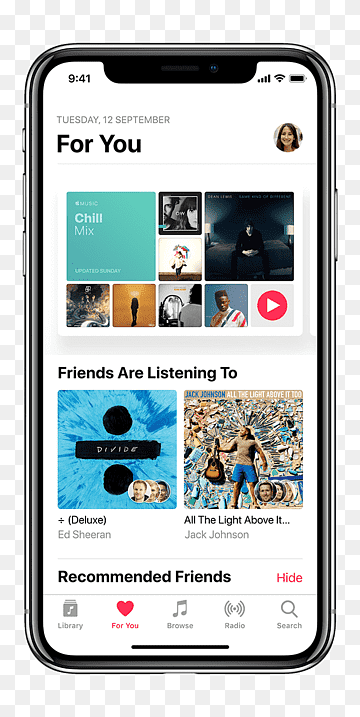 9:41
TUESDAY, 12 SEPTEMBER
For You
MUSIC
Chill
Mix
UPDATED SUNDAY
DEAN LEWIS SAME KIND OF DIFFERENT
Friends Are Listening To
DIVIDE
JACK JOHNSON ALL THE LIGHT ABOVE IT TOO
÷ (Deluxe)
Ed Sheeran
All The Light Above It...
Jack Johnson
Recommended Friends
Hide
Library
For You
Browse
Radio
Search